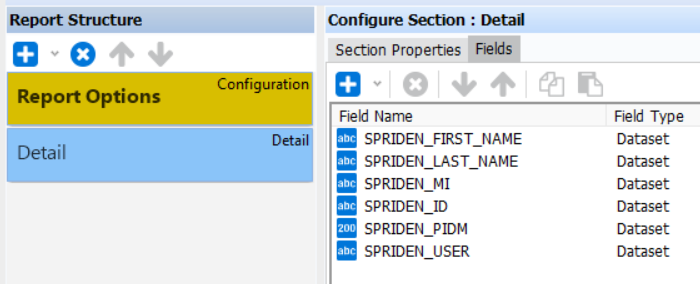 Report Structure
Configuration
Report Options
Detail
Detail
Configure Section : Detail
Section Properties Fields
Field Name Field Type
abc SPRIDEN_FIRST_NAME Dataset
abc SPRIDEN_LAST_NAME Dataset
abc SPRIDEN_MI Dataset
abc SPRIDEN_ID Dataset
200 SPRIDEN_PIDM Dataset
abc SPRIDEN_USER Dataset